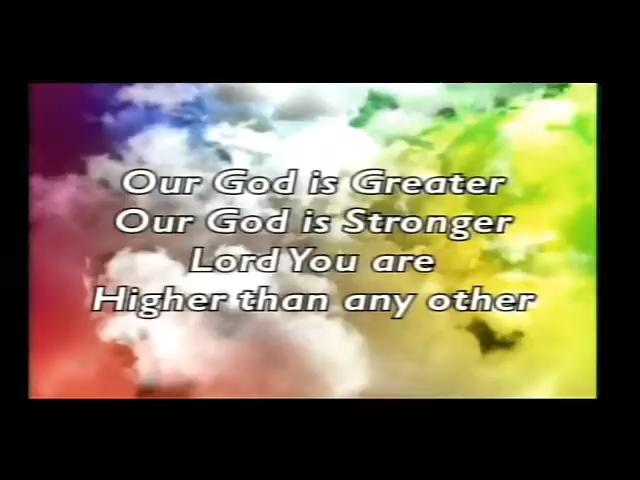 Our God is Greater
Our God is Stronger
Lord You are
Higher than any other